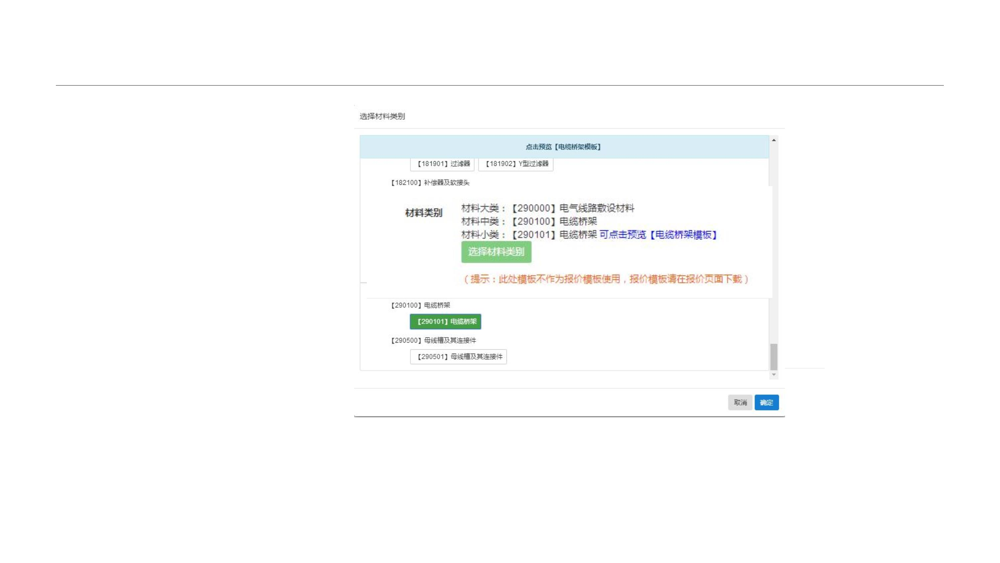 选择材料类别
点击预览【电缆桥架模板】
【181901】过滤器 【181902】Y型过滤器
【182100】补偿器及软接头
材料类别
材料大类：【290000】电气线路敷设材料
材料中类：【290100】电缆桥架
材料小类：【290101】电缆桥架 可点击预览【电缆桥架模板】
选择材料类别
（提示：此处模板不作为报价模板使用，报价模板请在报价页面下载）
【290100】电缆桥架
【290101】电缆桥架
【290500】母线槽及其连接件
【290501】母线槽及其连接件
取消 确定